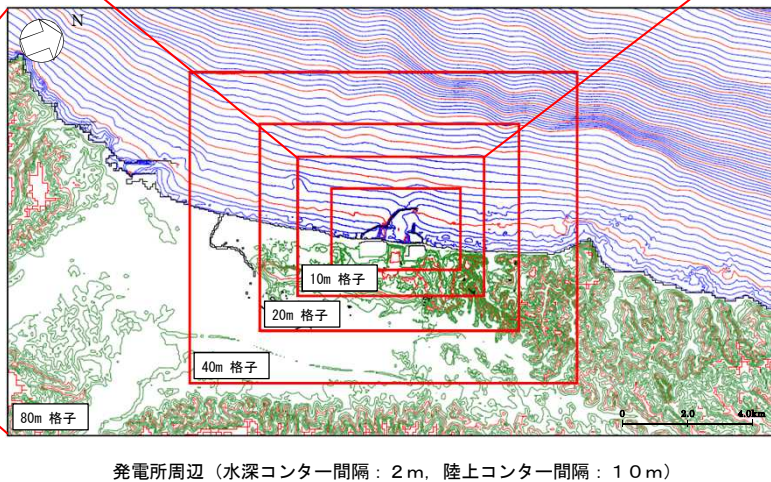 N
10m 格子
20m 格子
40m 格子
80m 格子
0 2.0 4.0km
発電所周辺（水深コンター間隔：２ｍ，陸上コンター間隔：１０ｍ）